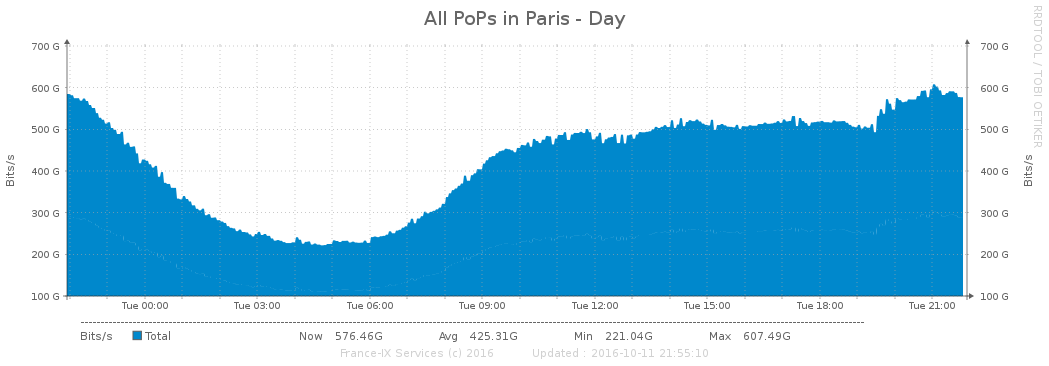 All PoPs in Paris - Day
RRDTOOL / TOBI OETIKER
Bits/s
700 G
600 G
500 G
400 G
300 G
200 G
100 G
700 G
600 G
500 G
400 G
300 G
200 G
100 G
Bits/s
Tue 00:00 Tue 03:00 Tue 06:00 Tue 09:00 Tue 12:00 Tue 15:00 Tue 18:00 Tue 21:00
Bits/s Total Now 576.46G Avg 425.31G Min 221.04G Max 607.49G
France-IX Services (c) 2016 Updated : 2016-10-11 21:55:10